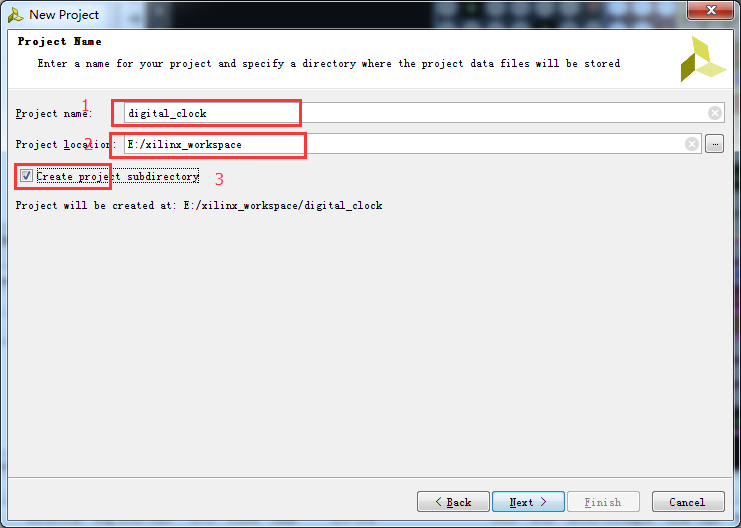 New Project
Project Name
Enter a name for your project and specify a directory where the project data files will be stored
1
Project name: digital_clock
2
Project location: E:/xilinx_workspace ...
Create project subdirectory 3
Project will be created at: E:/xilinx_workspace/digital_clock
< Back Next > Finish Cancel